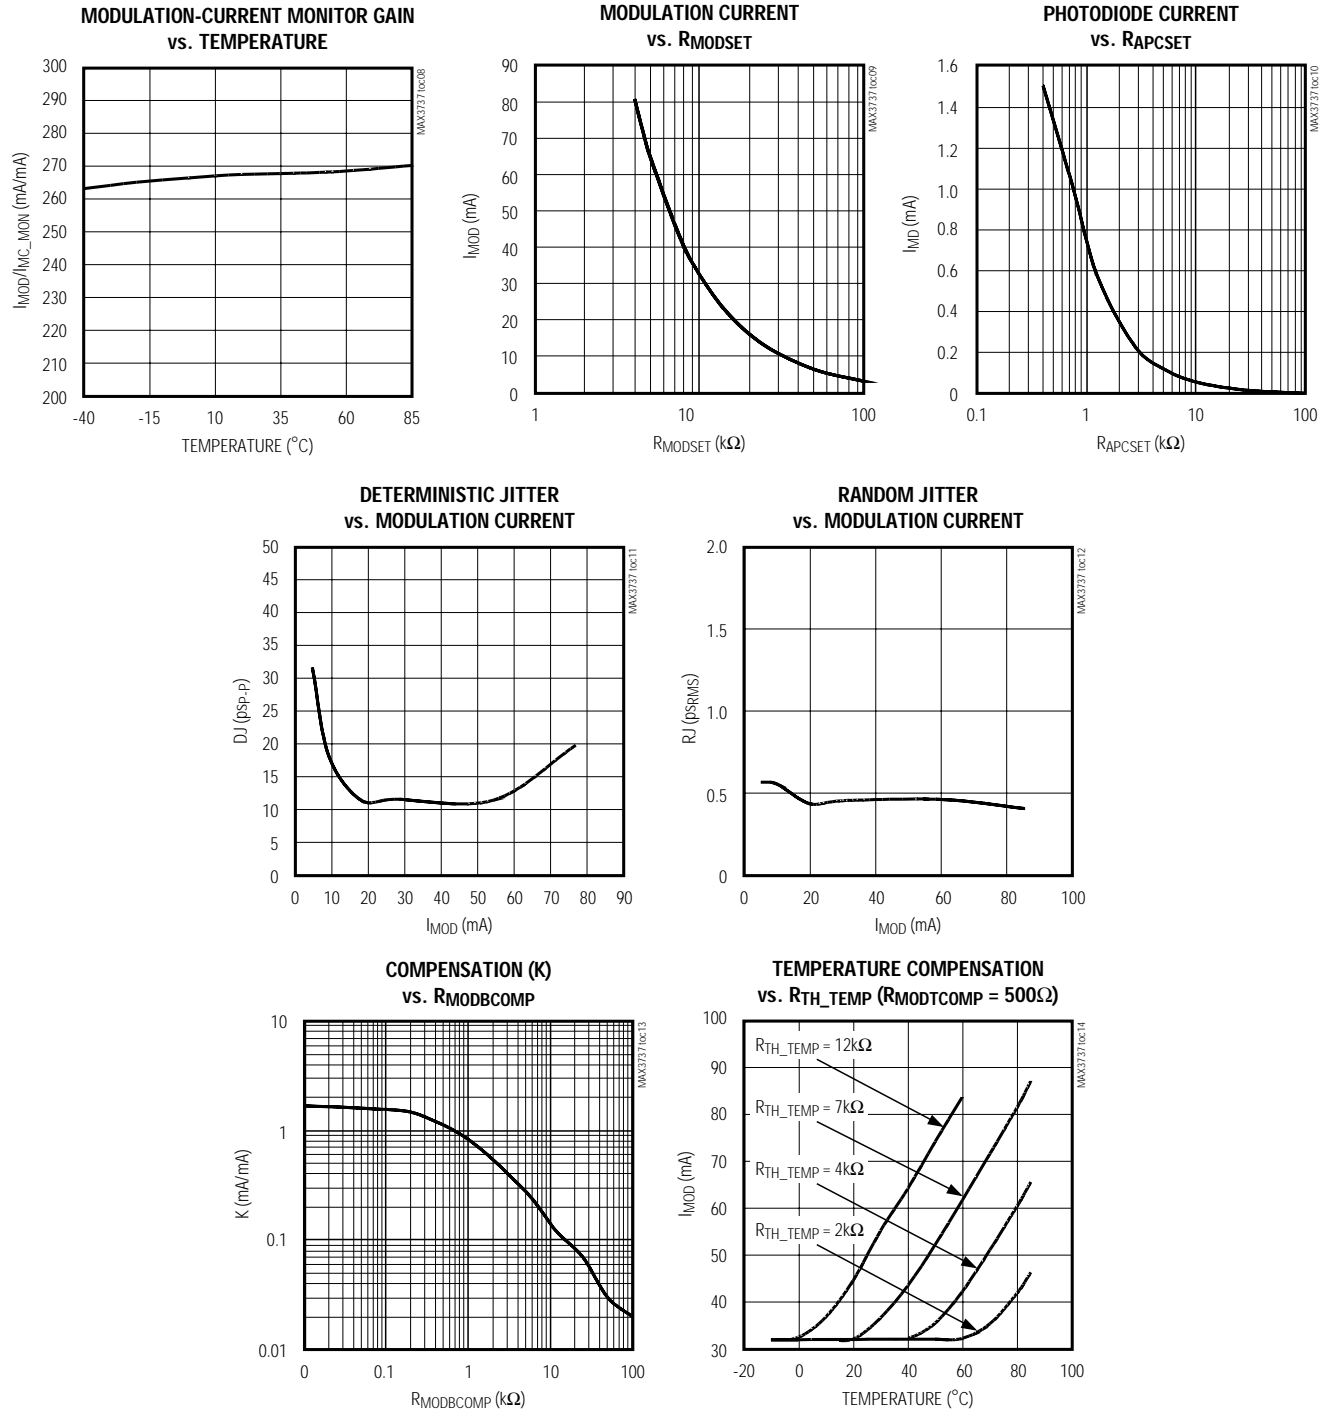 MODULATION-CURRENT MONITOR GAIN
vs. TEMPERATURE
300
290
280
270
260
250
240
230
220
210
200
-40 -15 10 35 60 85
TEMPERATURE (°C)
IMOD/IMC_MON (mA/mA)
MAX3737 toc08
MODULATION CURRENT
vs. RMODSET
90
80
70
60
50
40
30
20
10
0
1 10 100
RMODSET (kΩ)
IMOD (mA)
MAX3737 toc09
PHOTODIODE CURRENT
vs. RAPCSET
1.6
1.4
1.2
1.0
0.8
0.6
0.4
0.2
0
0.1 1 10 100
RAPCSET (kΩ)
IMD (mA)
MAX3737 toc10
DETERMINISTIC JITTER
vs. MODULATION CURRENT
50
45
40
35
30
25
20
15
10
5
0
0 10 20 30 40 50 60 70 80 90
IMOD (mA)
DJ (psP-P)
MAX3737 toc11
RANDOM JITTER
vs. MODULATION CURRENT
2.0
1.5
1.0
0.5
0
0 20 40 60 80 100
IMOD (mA)
RJ (psRMS)
MAX3737 toc12
COMPENSATION (K)
vs. RMODBCOMP
10
1
0.1
0.01
0 0.1 1 10 100
RMODBCOMP (kΩ)
K (mA/mA)
MAX3737 toc13
TEMPERATURE COMPENSATION
vs. RTH_TEMP (RMODTCOMP = 500Ω)
100
90
80
70
60
50
40
30
-20 0 20 40 60 80 100
TEMPERATURE (°C)
IMOD (mA)
MAX3737 toc14
RTH_TEMP = 12kΩ
RTH_TEMP = 7kΩ
RTH_TEMP = 4kΩ
RTH_TEMP = 2kΩ